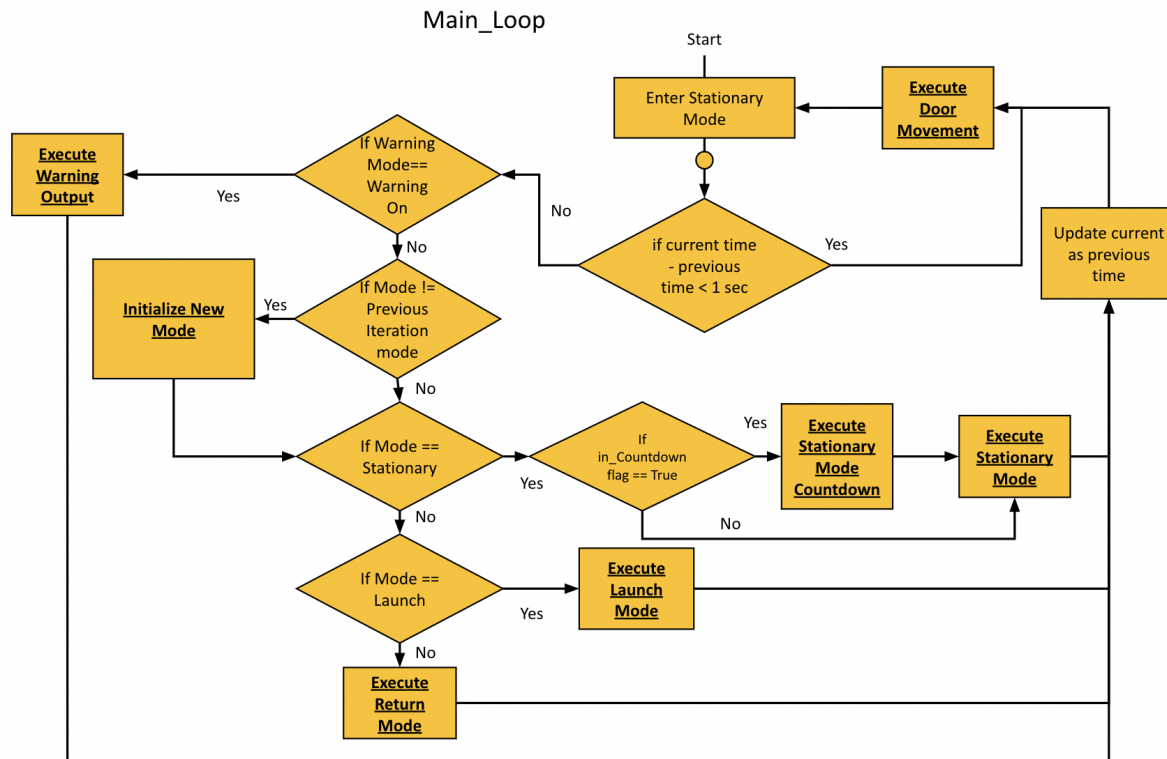 Main_Loop
Start
Enter Stationary
Mode
Execute
Door
Movement
If Warning
Mode==
Warning
On
Execute
Warning
Output
Yes
No
if current time
- previous
time < 1 sec
Yes
Update current
as previous
time
No
If Mode !=
Previous
Iteration
mode
Yes
Initialize New
Mode
No
If Mode ==
Stationary
Yes
If
in_Countdown
flag == True
Yes
Execute
Stationary
Mode
Countdown
Execute
Stationary
Mode
No
No
If Mode ==
Launch
Yes
Execute
Launch
Mode
No
Execute
Return
Mode